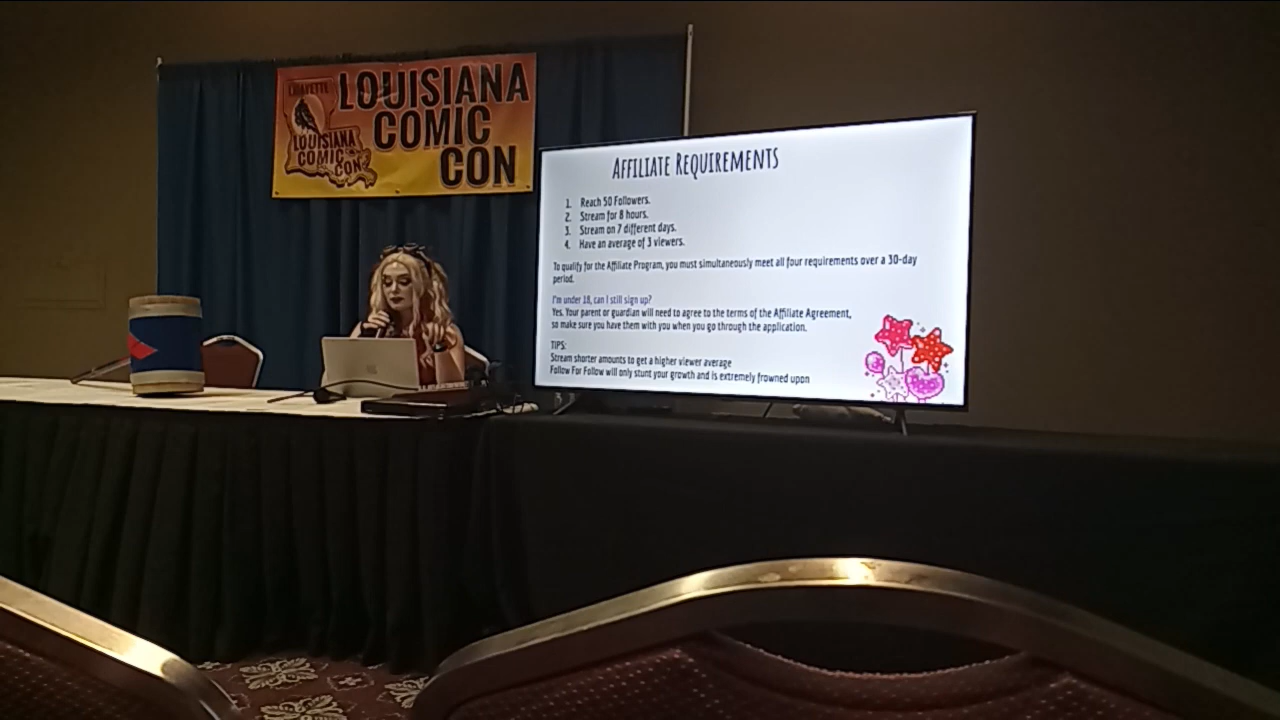 LAFAYETTE
LOUISIANA
COMIC
CON
LOUISIANA
COMIC
CON
AFFILIATE REQUIREMENTS
1. Reach 50 Followers.
2. Stream for 8 hours.
3. Stream on 7 different days.
4. Have an average of 3 viewers.
To qualify for the Affiliate Program, you must simultaneously meet all four requirements over a 30-day
period.
I'm under 18, can I still sign up?
Yes. Your parent or guardian will need to agree to the terms of the Affiliate Agreement,
so make sure you have them with you when you go through the application.
TIPS:
Stream shorter amounts to get a higher viewer average
Follow For Follow will only stunt your growth and is extremely frowned upon